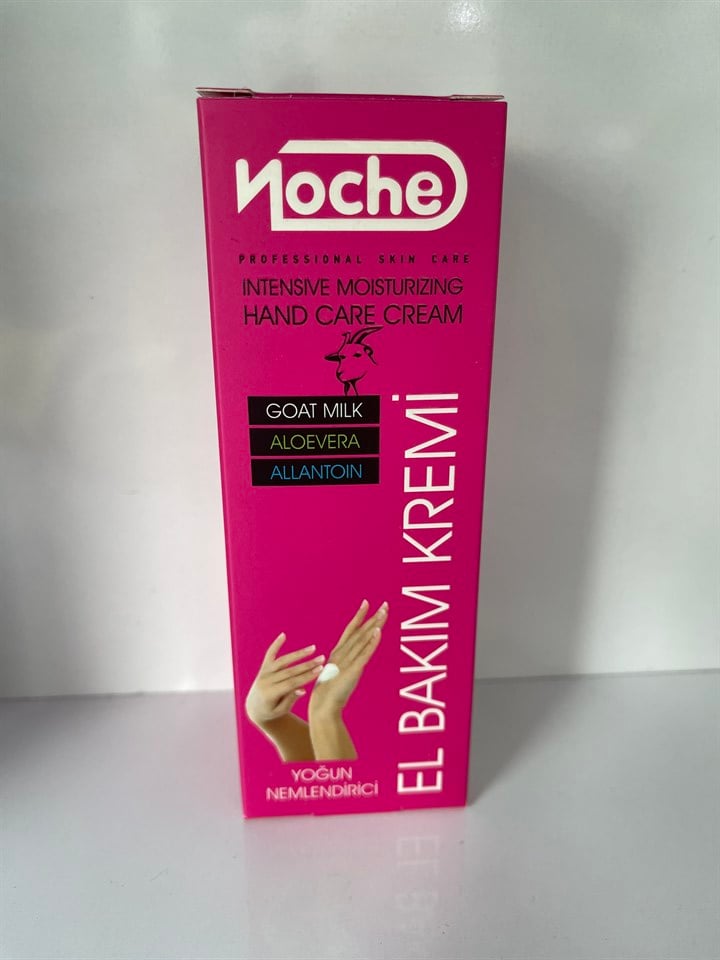 Noche
PROFESSIONAL SKIN CARE
INTENSIVE MOISTURIZING
HAND CARE CREAM
GOAT MILK
ALOEVERA
ALLANTOIN
EL BAKIM KREMİ
YOĞUN
NEMLENDİRİCİ